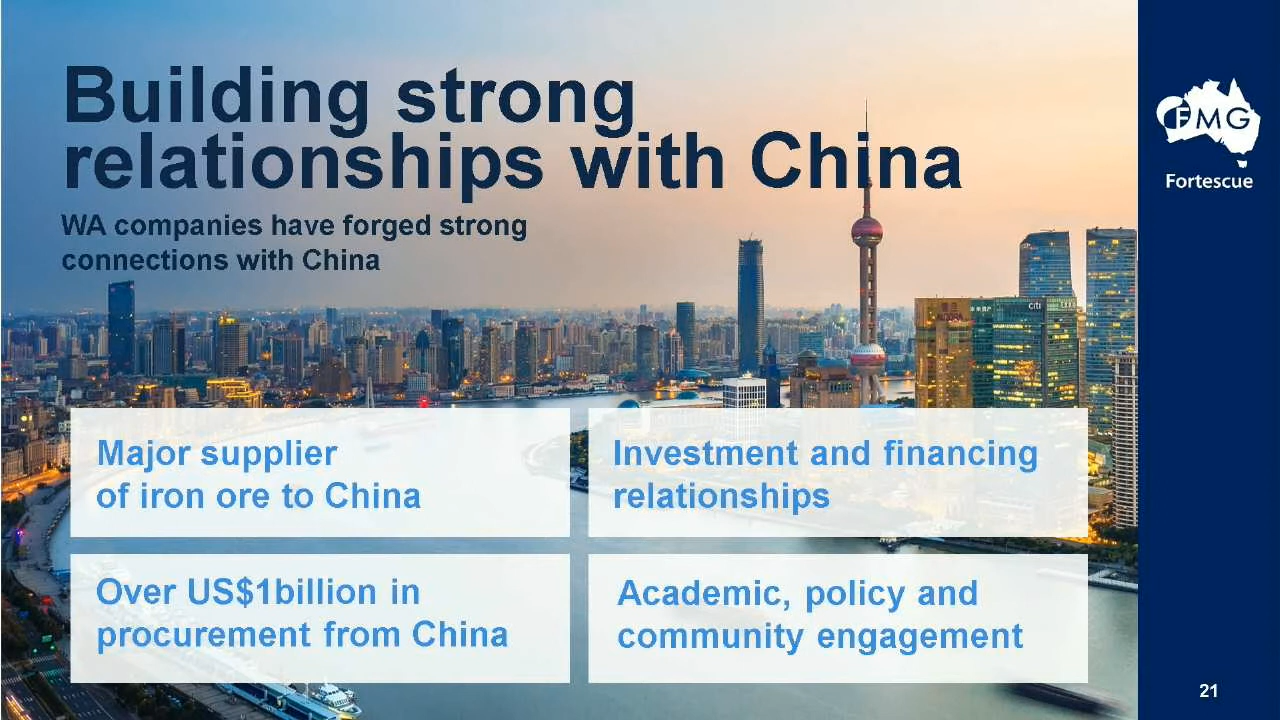 Building strong
relationships with China
WA companies have forged strong
connections with China
FMG
Fortescue
citi
Major supplier
of iron ore to China
Investment and financing
relationships
Over US$1billion in
procurement from China
Academic, policy and
community engagement
21